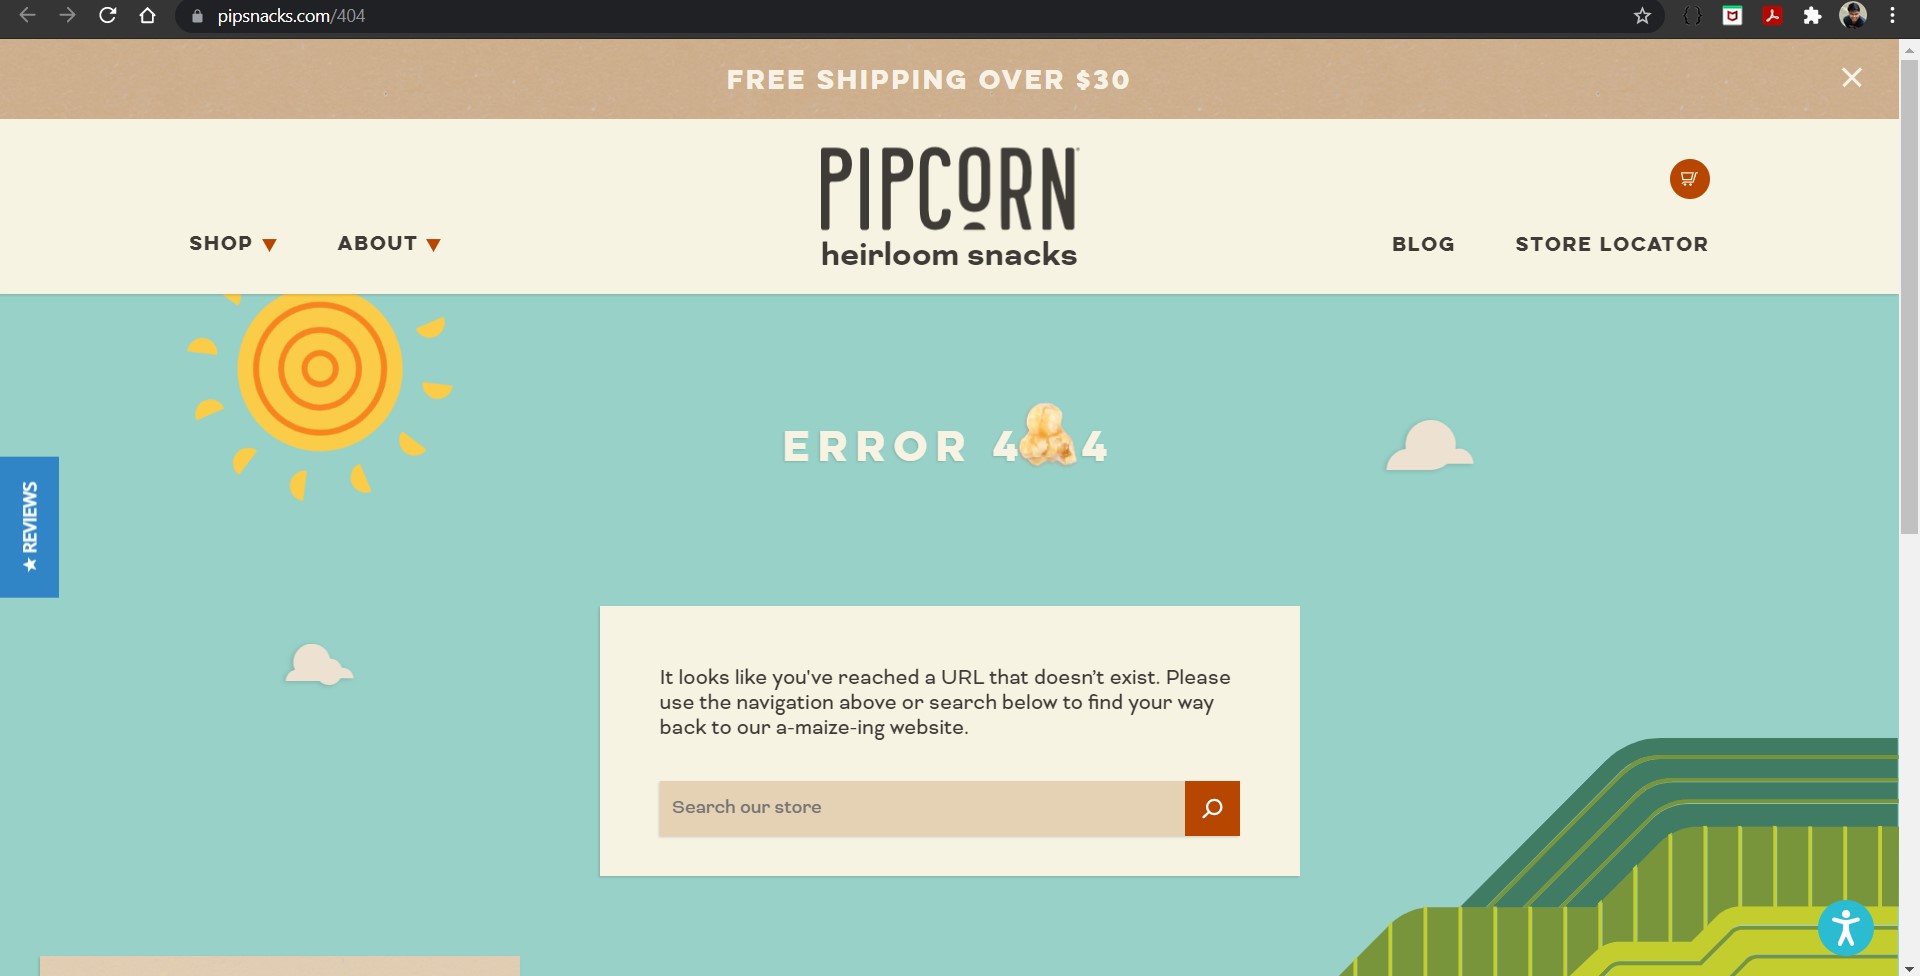 pipsnacks.com/404
FREE SHIPPING OVER $30
PIPCORN
heirloom snacks
SHOP
ABOUT
BLOG
STORE LOCATOR
ERROR 4 4
★ REVIEWS
It looks like you've reached a URL that doesn’t exist. Please
use the navigation above or search below to find your way
back to our a-maize-ing website.
Search our store